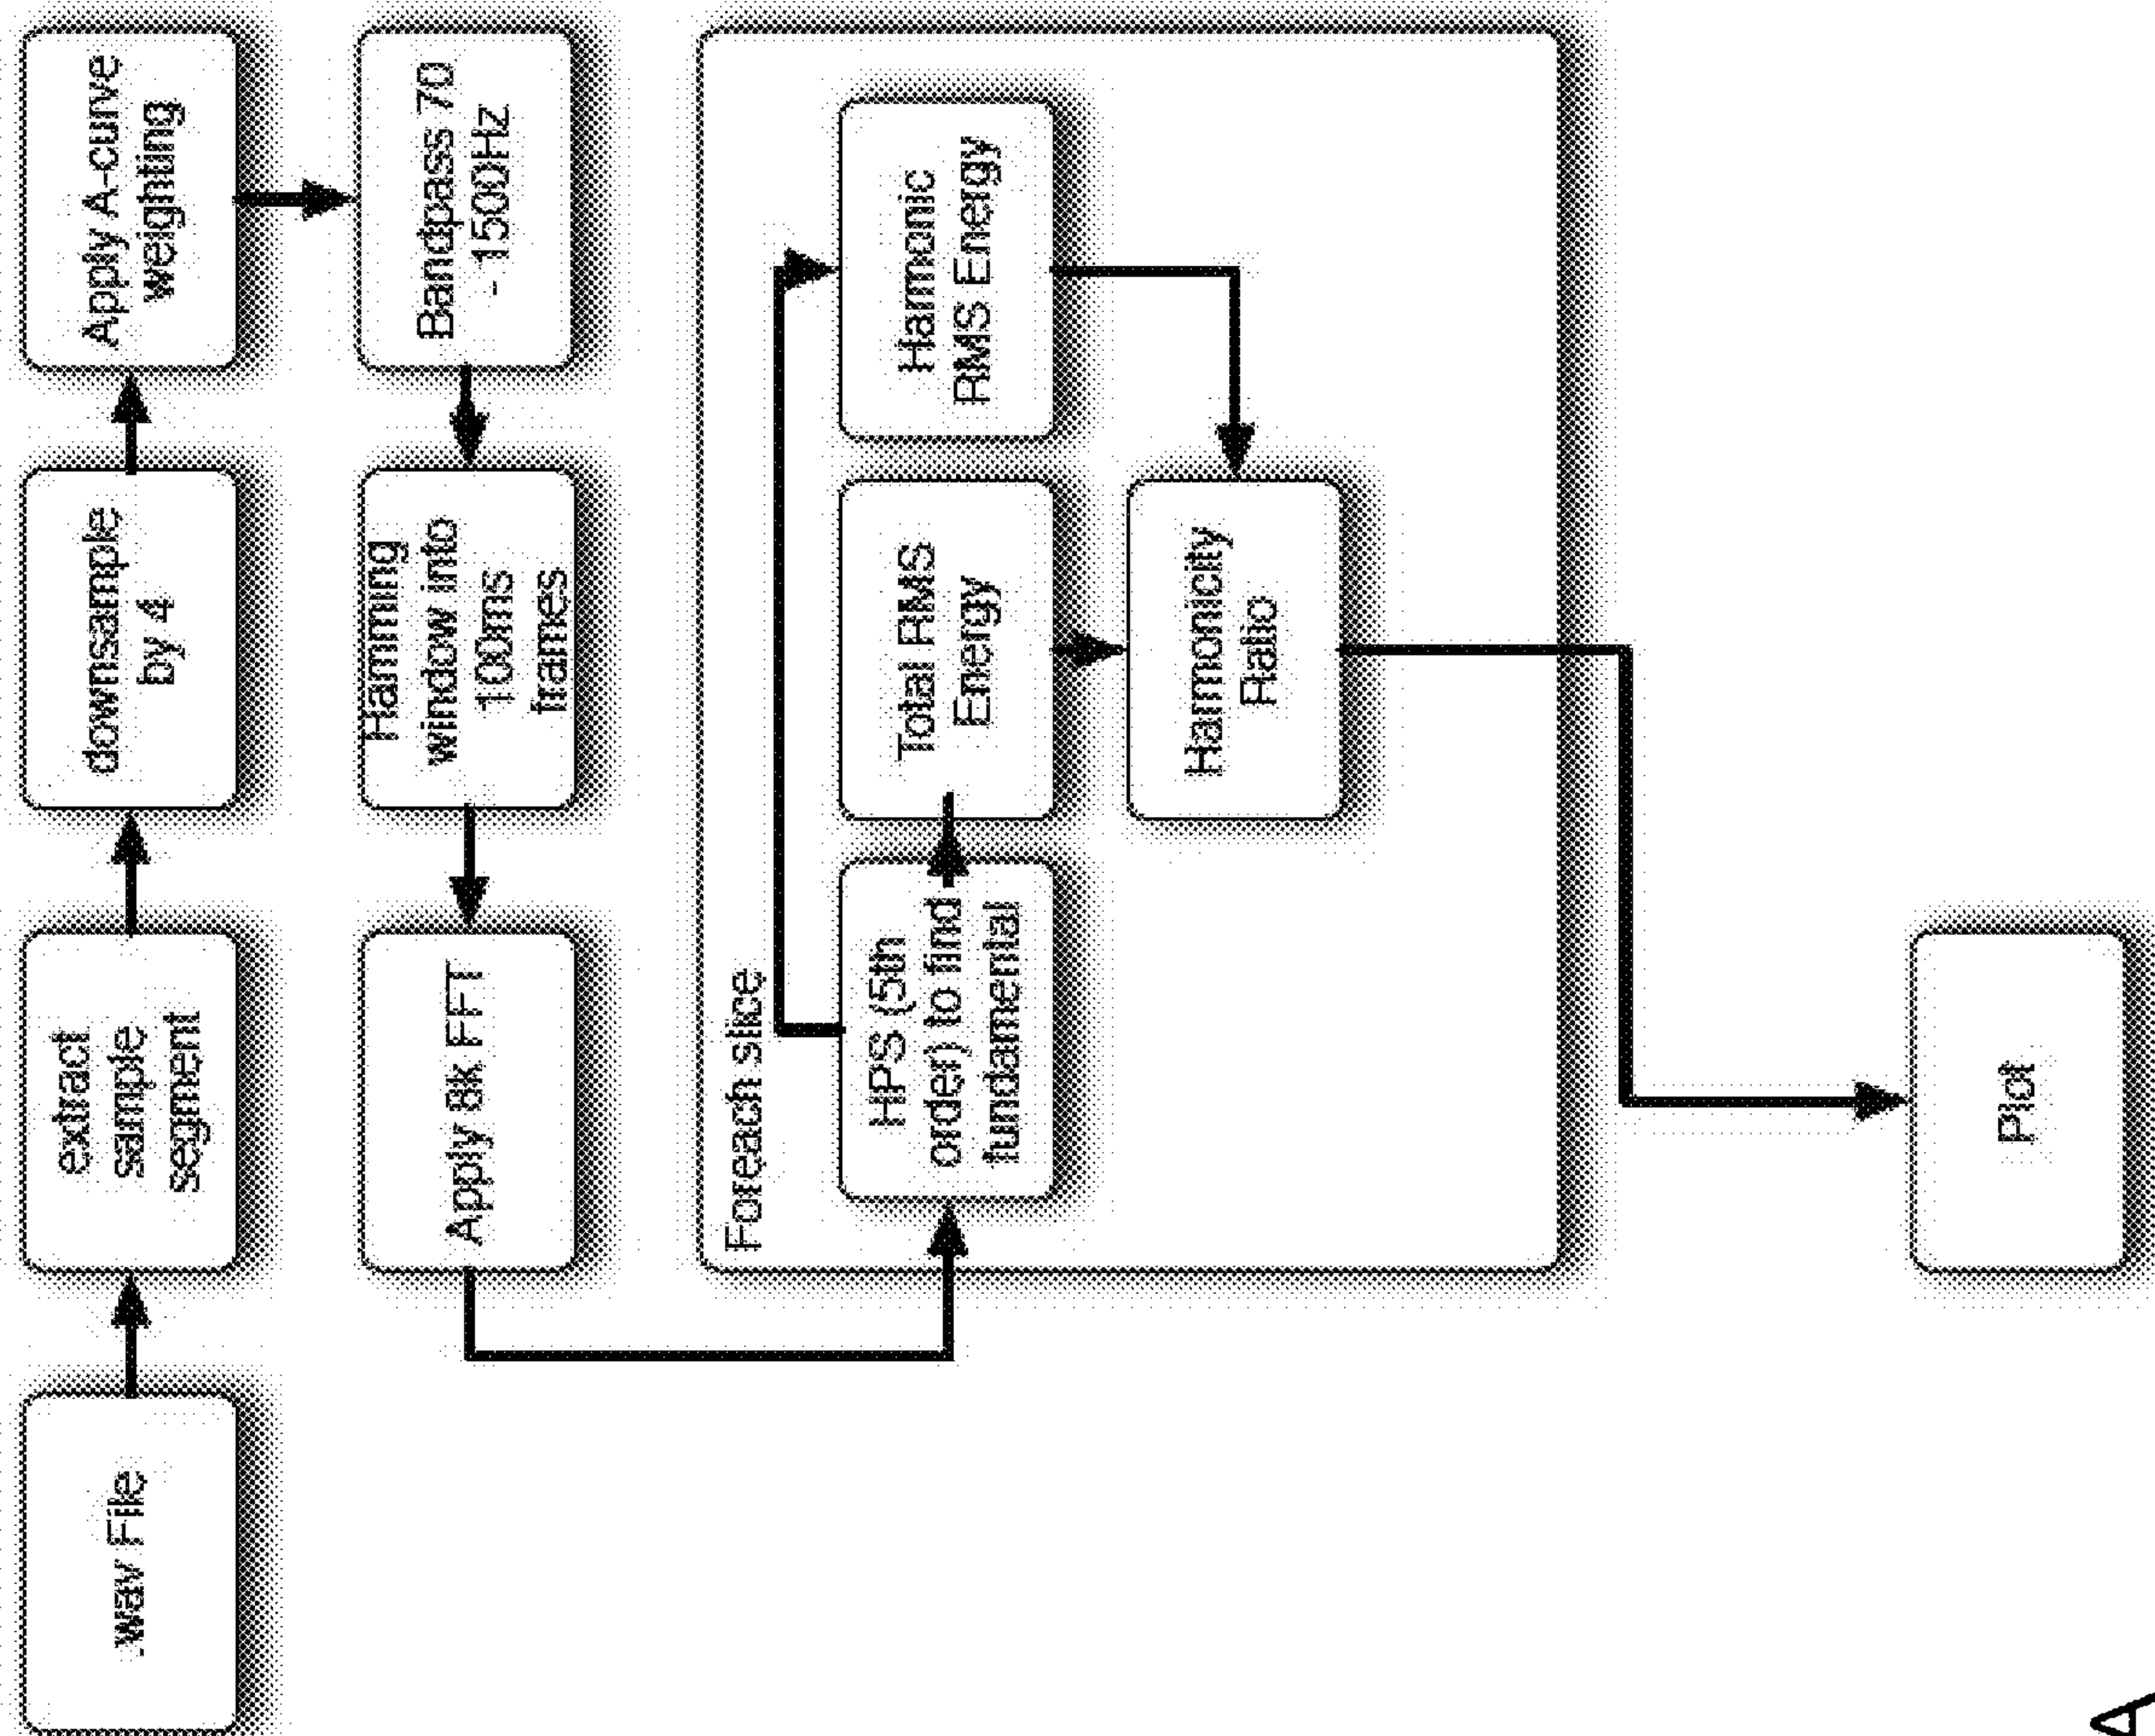 .wav File
extract
sample
segment
downsample
by 4
Apply A-curve
weighting
Bandpass 70
- 1500Hz
Hamming
window into
100ms
frames
Apply 8k FFT
Foreach slice
HPS (5th
order) to find
fundamental
Total RMS
Energy
Harmonic
RMS Energy
Harmonicity
Ratio
Plot
A